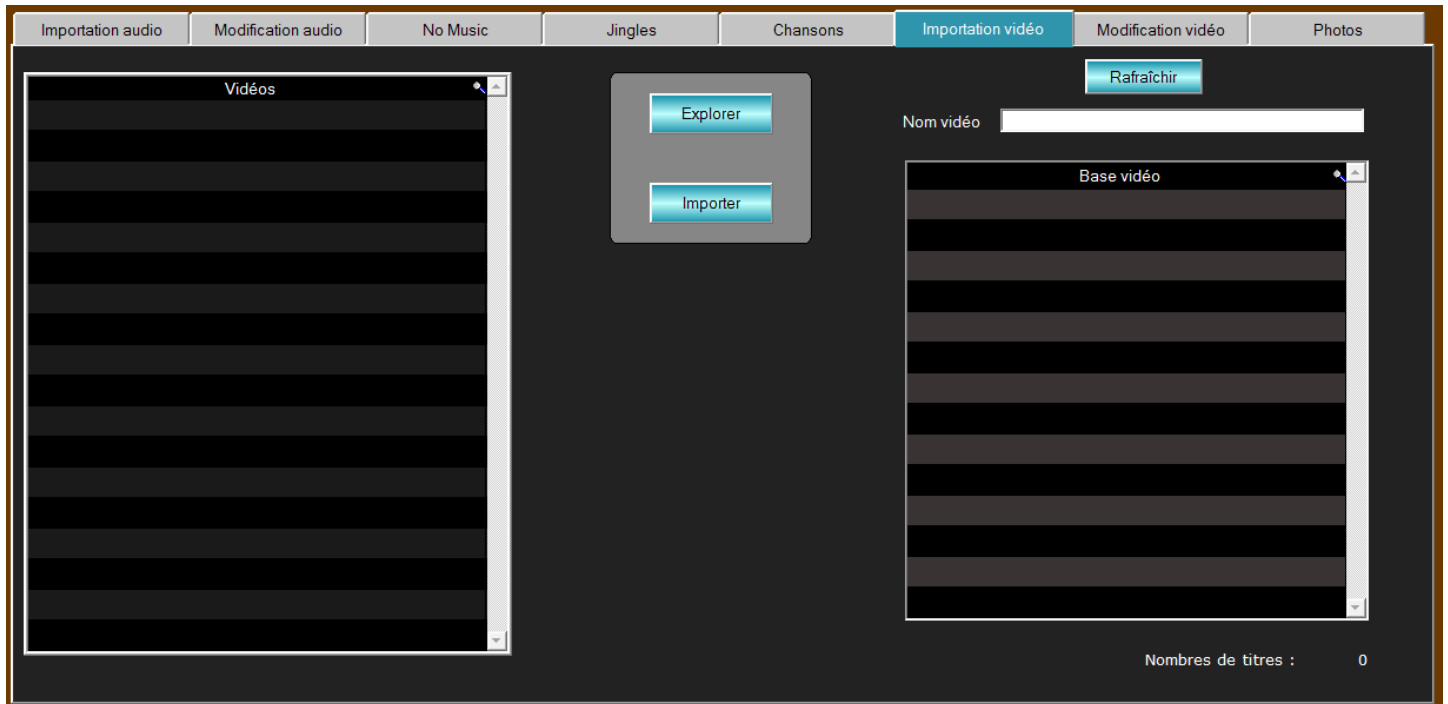 Importation audio
Modification audio
No Music
Jingles
Chansons
Importation vidéo
Modification vidéo
Photos
Vidéos
Explorer
Importer
Rafraîchir
Nom vidéo
Base vidéo
Nombres de titres : 0